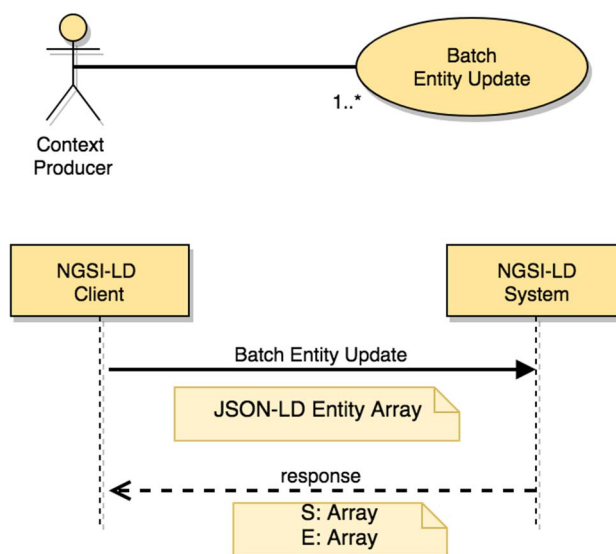 Batch
Entity Update
1..*
Context
Producer
NGSI-LD
Client
NGSI-LD
System
Batch Entity Update
JSON-LD Entity Array
response
S: Array
E: Array